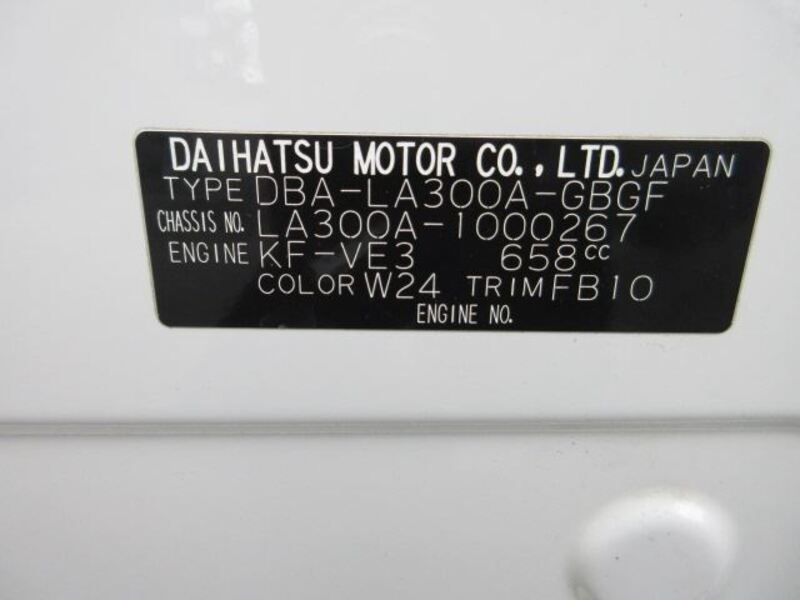 DAIHATSU MOTOR CO., LTD. JAPAN
TYPE DBA-LA300A-GBGF
CHASSIS NO. LA300A-1000267
ENGINE KF-VE3 658cc
COLOR W24 TRIM FB10
ENGINE NO.